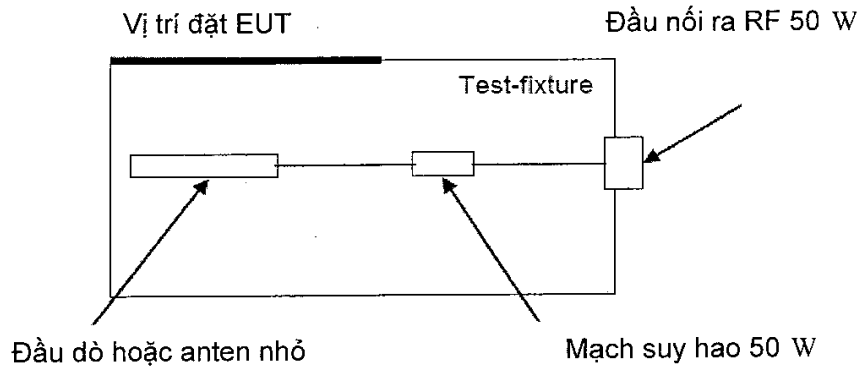 Vị trí đặt EUT
Đầu nối ra RF 50 W
Test-fixture
Đầu dò hoặc anten nhỏ
Mạch suy hao 50 W